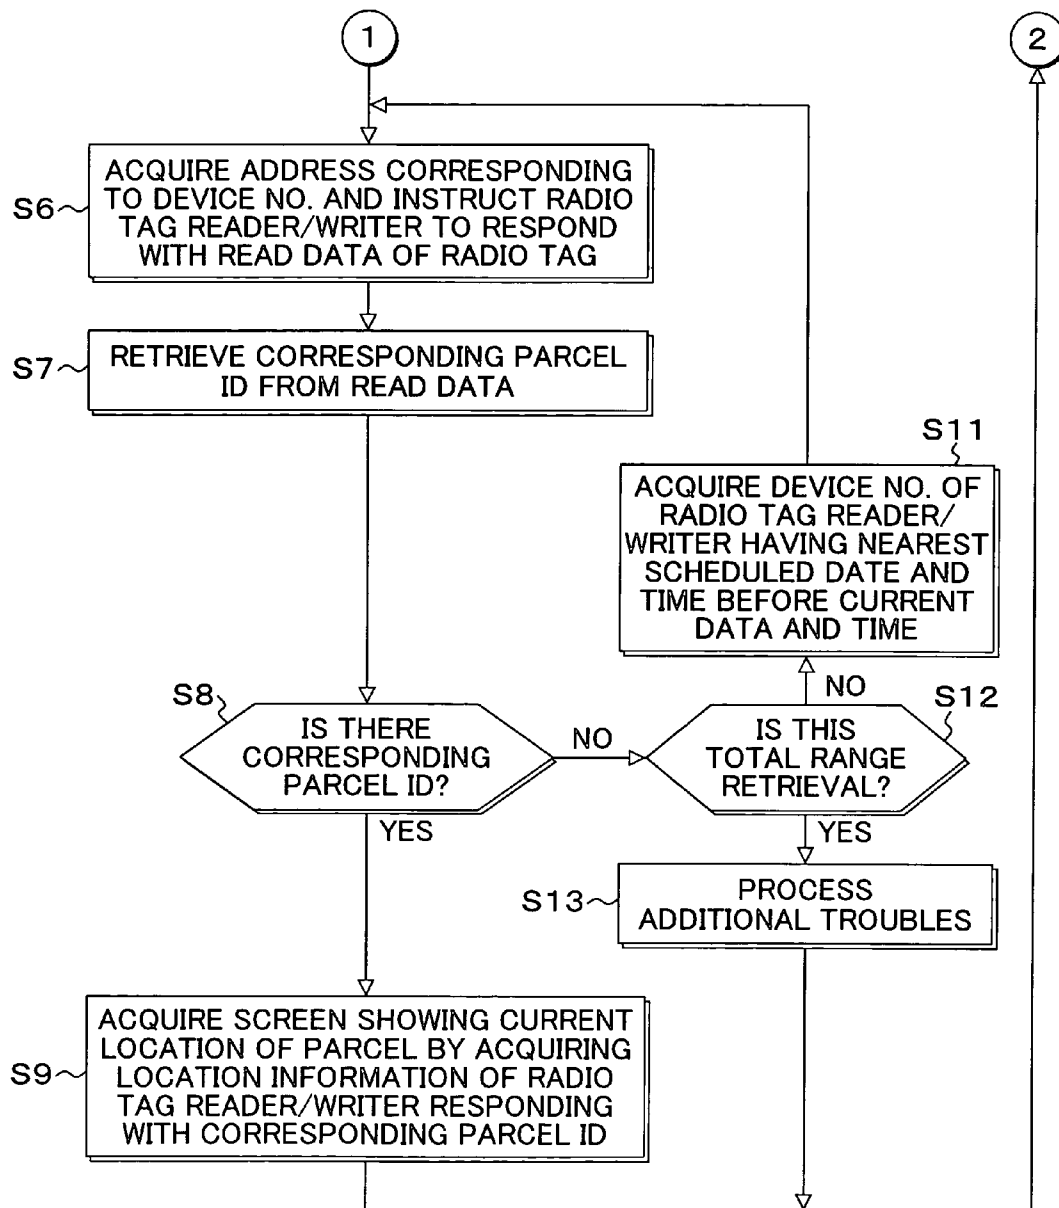 1
2
S6
ACQUIRE ADDRESS CORRESPONDING
TO DEVICE NO. AND INSTRUCT RADIO
TAG READER/WRITER TO RESPOND
WITH READ DATA OF RADIO TAG
S7
RETRIEVE CORRESPONDING PARCEL
ID FROM READ DATA
S11
ACQUIRE DEVICE NO. OF
RADIO TAG READER/
WRITER HAVING NEAREST
SCHEDULED DATE AND
TIME BEFORE CURRENT
DATA AND TIME
NO
S8
IS THERE
CORRESPONDING
PARCEL ID?
NO
YES
S12
IS THIS
TOTAL RANGE
RETRIEVAL?
YES
S13
PROCESS
ADDITIONAL TROUBLES
S9
ACQUIRE SCREEN SHOWING CURRENT
LOCATION OF PARCEL BY ACQUIRING
LOCATION INFORMATION OF RADIO
TAG READER/WRITER RESPONDING
WITH CORRESPONDING PARCEL ID